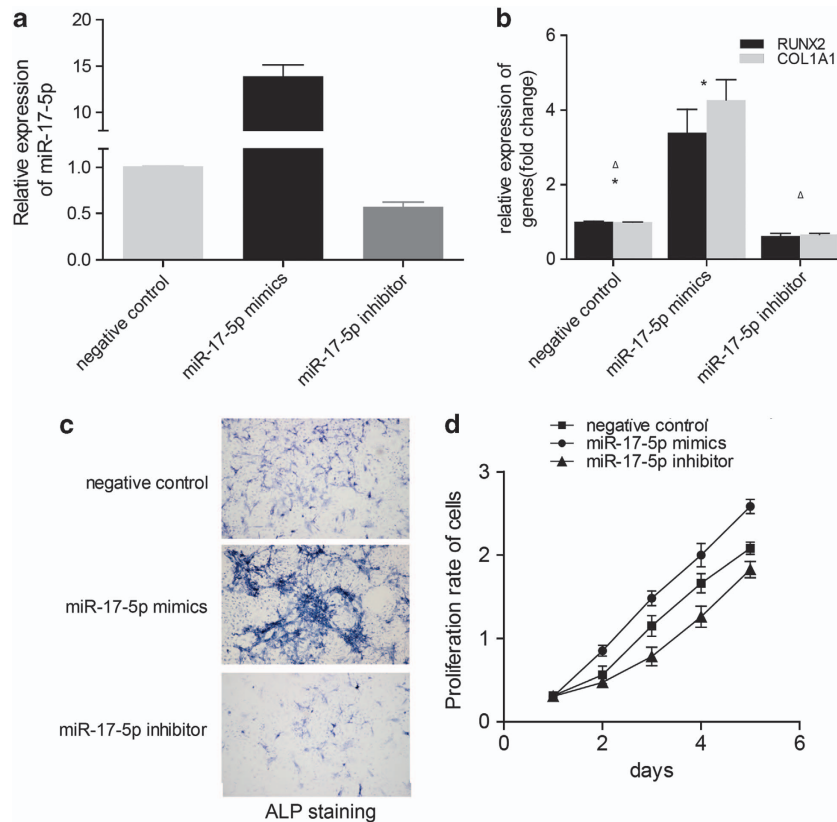 a
Relative expression
of miR-17-5p
20
15
10
1.0
0.5
0.0
negative control
miR-17-5p mimics
miR-17-5p inhibitor
b
relative expression of
genes(fold change)
RUNX2
COL1A1
6
4
2
0
Δ
*
*
Δ
negative control
miR-17-5p mimics
miR-17-5p inhibitor
c
negative control
miR-17-5p mimics
miR-17-5p inhibitor
ALP staining
d
negative control
miR-17-5p mimics
miR-17-5p inhibitor
Proliferation rate of cells
3
2
1
0
0
2
4
6
days